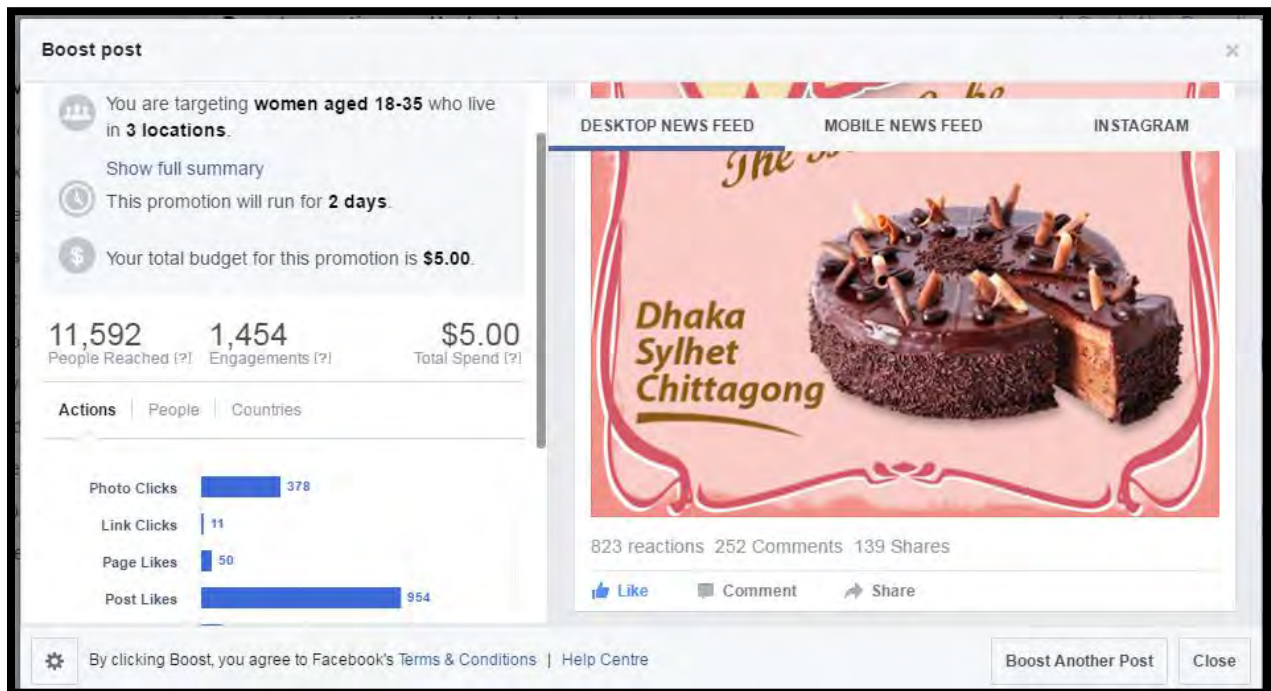 Boost post
×
You are targeting women aged 18-35 who live
in 3 locations.
Show full summary
This promotion will run for 2 days.
$
Your total budget for this promotion is $5.00.
11,592
People Reached [?]
1,454
Engagements [?]
$5.00
Total Spend [?]
Actions
People
Countries
Photo Clicks 378
Link Clicks 11
Page Likes 50
Post Likes 954
DESKTOP NEWS FEED
MOBILE NEWS FEED
INSTAGRAM
The
Dhaka
Sylhet
Chittagong
823 reactions 252 Comments 139 Shares
Like
Comment
Share
By clicking Boost, you agree to Facebook's Terms & Conditions | Help Centre
Boost Another Post
Close